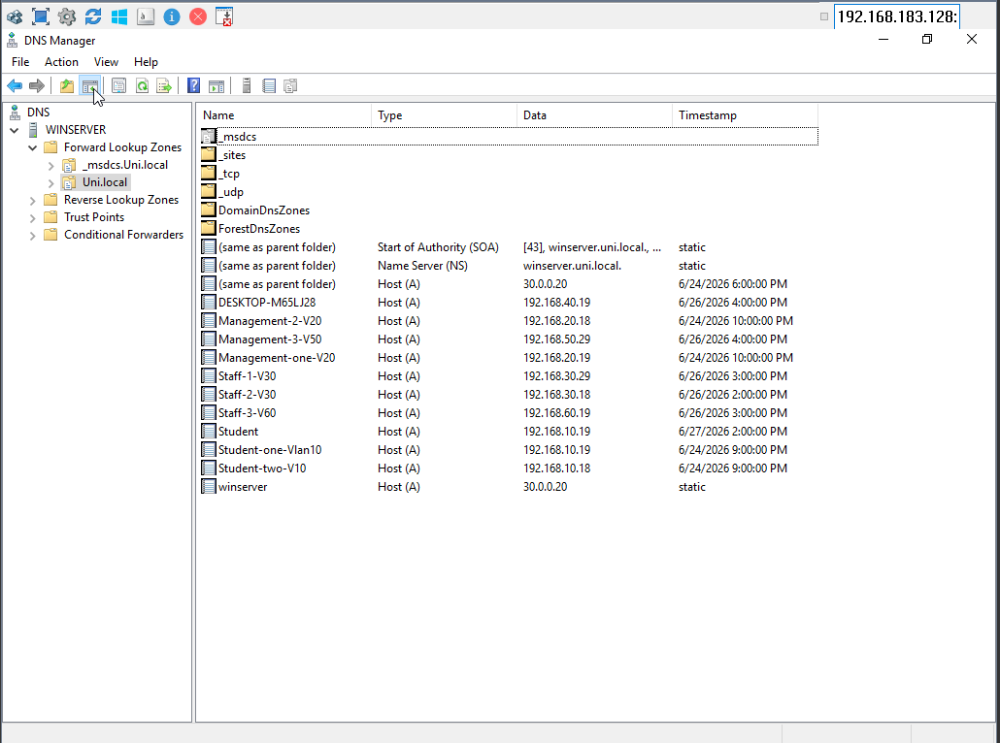 192.168.183.128:
DNS Manager
File Action View Help
DNS
WINSERVER
Forward Lookup Zones
_msdcs.Uni.local
Uni.local
Reverse Lookup Zones
Trust Points
Conditional Forwarders
Name Type Data Timestamp
_msdcs
_sites
_tcp
_udp
DomainDnsZones
ForestDnsZones
(same as parent folder) Start of Authority (SOA) [43], winserver.uni.local., ... static
(same as parent folder) Name Server (NS) winserver.uni.local. static
(same as parent folder) Host (A) 30.0.0.20 6/24/2026 6:00:00 PM
DESKTOP-M65LJ28 Host (A) 192.168.40.19 6/26/2026 4:00:00 PM
Management-2-V20 Host (A) 192.168.20.18 6/24/2026 10:00:00 PM
Management-3-V50 Host (A) 192.168.50.29 6/26/2026 4:00:00 PM
Management-one-V20 Host (A) 192.168.20.19 6/24/2026 10:00:00 PM
Staff-1-V30 Host (A) 192.168.30.29 6/26/2026 3:00:00 PM
Staff-2-V30 Host (A) 192.168.30.18 6/26/2026 2:00:00 PM
Staff-3-V60 Host (A) 192.168.60.19 6/26/2026 3:00:00 PM
Student Host (A) 192.168.10.19 6/27/2026 2:00:00 PM
Student-one-Vlan10 Host (A) 192.168.10.19 6/24/2026 9:00:00 PM
Student-two-V10 Host (A) 192.168.10.18 6/24/2026 9:00:00 PM
winserver Host (A) 30.0.0.20 static